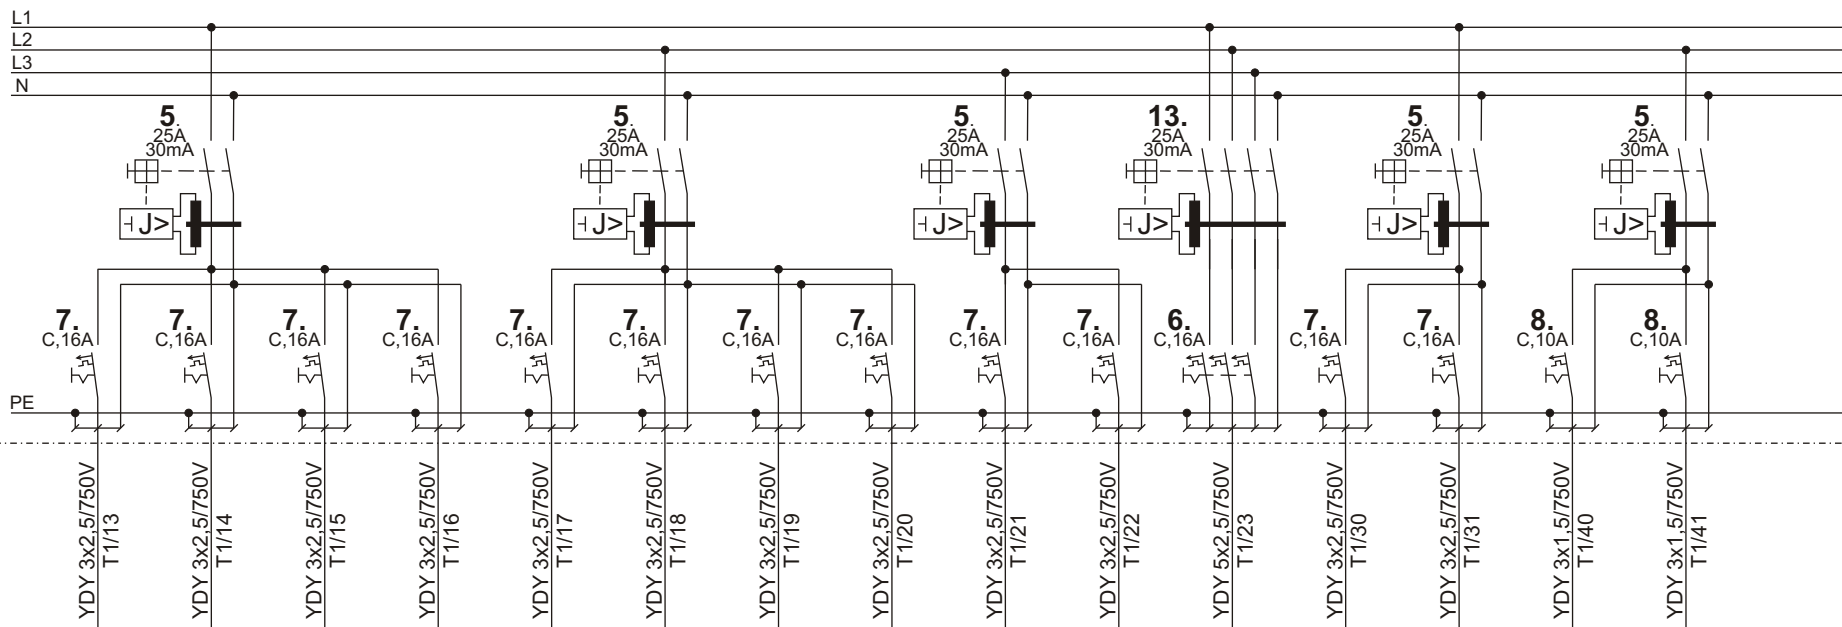 L1
L2
L3
N
5.
25A
30mA
J>
5.
25A
30mA
J>
5.
25A
30mA
J>
13.
25A
30mA
J>
5.
25A
30mA
J>
5.
25A
30mA
J>
7.
C,16A
7.
C,16A
7.
C,16A
7.
C,16A
7.
C,16A
7.
C,16A
7.
C,16A
7.
C,16A
7.
C,16A
7.
C,16A
6.
C,16A
7.
C,16A
7.
C,16A
8.
C,10A
8.
C,10A
PE
YDY 3x2,5/750V
T1/13
YDY 3x2,5/750V
T1/14
YDY 3x2,5/750V
T1/15
YDY 3x2,5/750V
T1/16
YDY 3x2,5/750V
T1/17
YDY 3x2,5/750V
T1/18
YDY 3x2,5/750V
T1/19
YDY 3x2,5/750V
T1/20
YDY 3x2,5/750V
T1/21
YDY 3x2,5/750V
T1/22
YDY 5x2,5/750V
T1/23
YDY 3x2,5/750V
T1/30
YDY 3x2,5/750V
T1/31
YDY 3x1,5/750V
T1/40
YDY 3x1,5/750V
T1/41